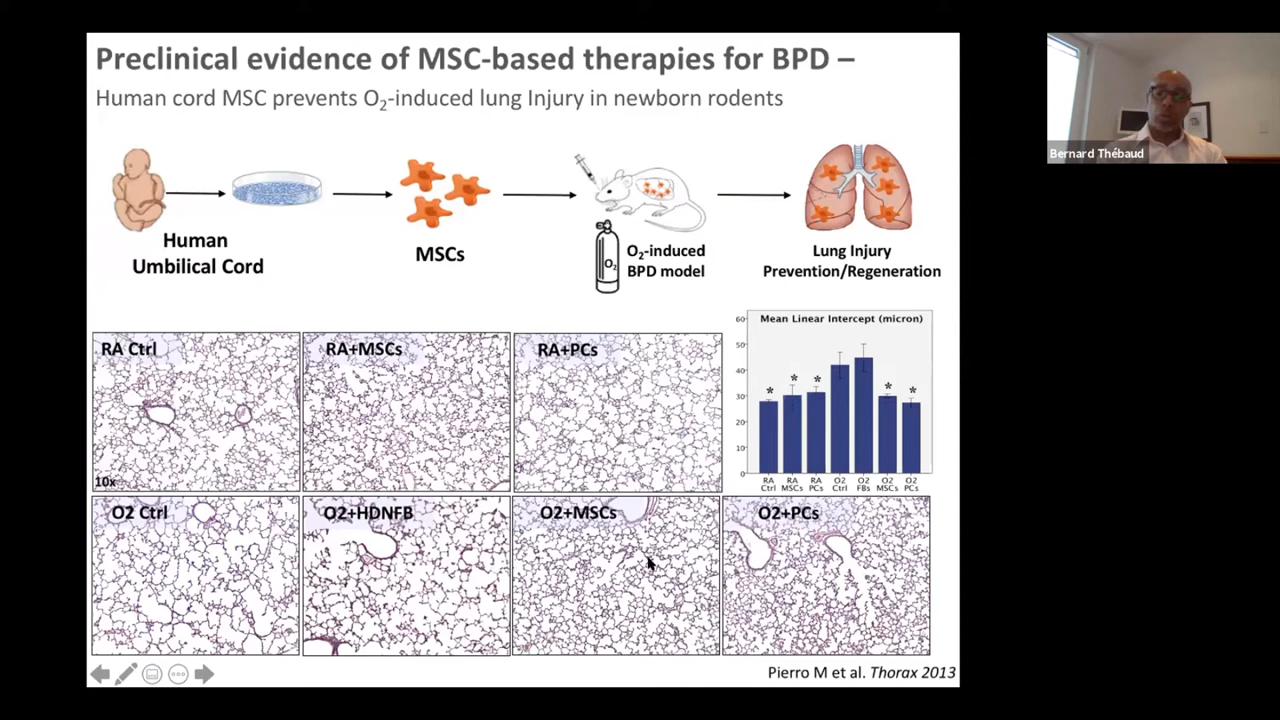 Preclinical evidence of MSC-based therapies for BPD –
Human cord MSC prevents O2-induced lung Injury in newborn rodents
Bernard Thébaud
Human
Umbilical Cord
MSCs
O2
O2-induced
BPD model
Lung Injury
Prevention/Regeneration
RA Ctrl
10x
RA+MSCs
RA+PCs
Mean Linear Intercept (micron)
60
50
40
30
20
10
0
* * * * *
RA Ctrl
RA MSCs
RA PCs
O2 Ctrl
O2 FBs
O2 MSCs
O2 PCs
O2 Ctrl
O2+HDNFB
O2+MSCs
O2+PCs
Pierro M et al. Thorax 2013